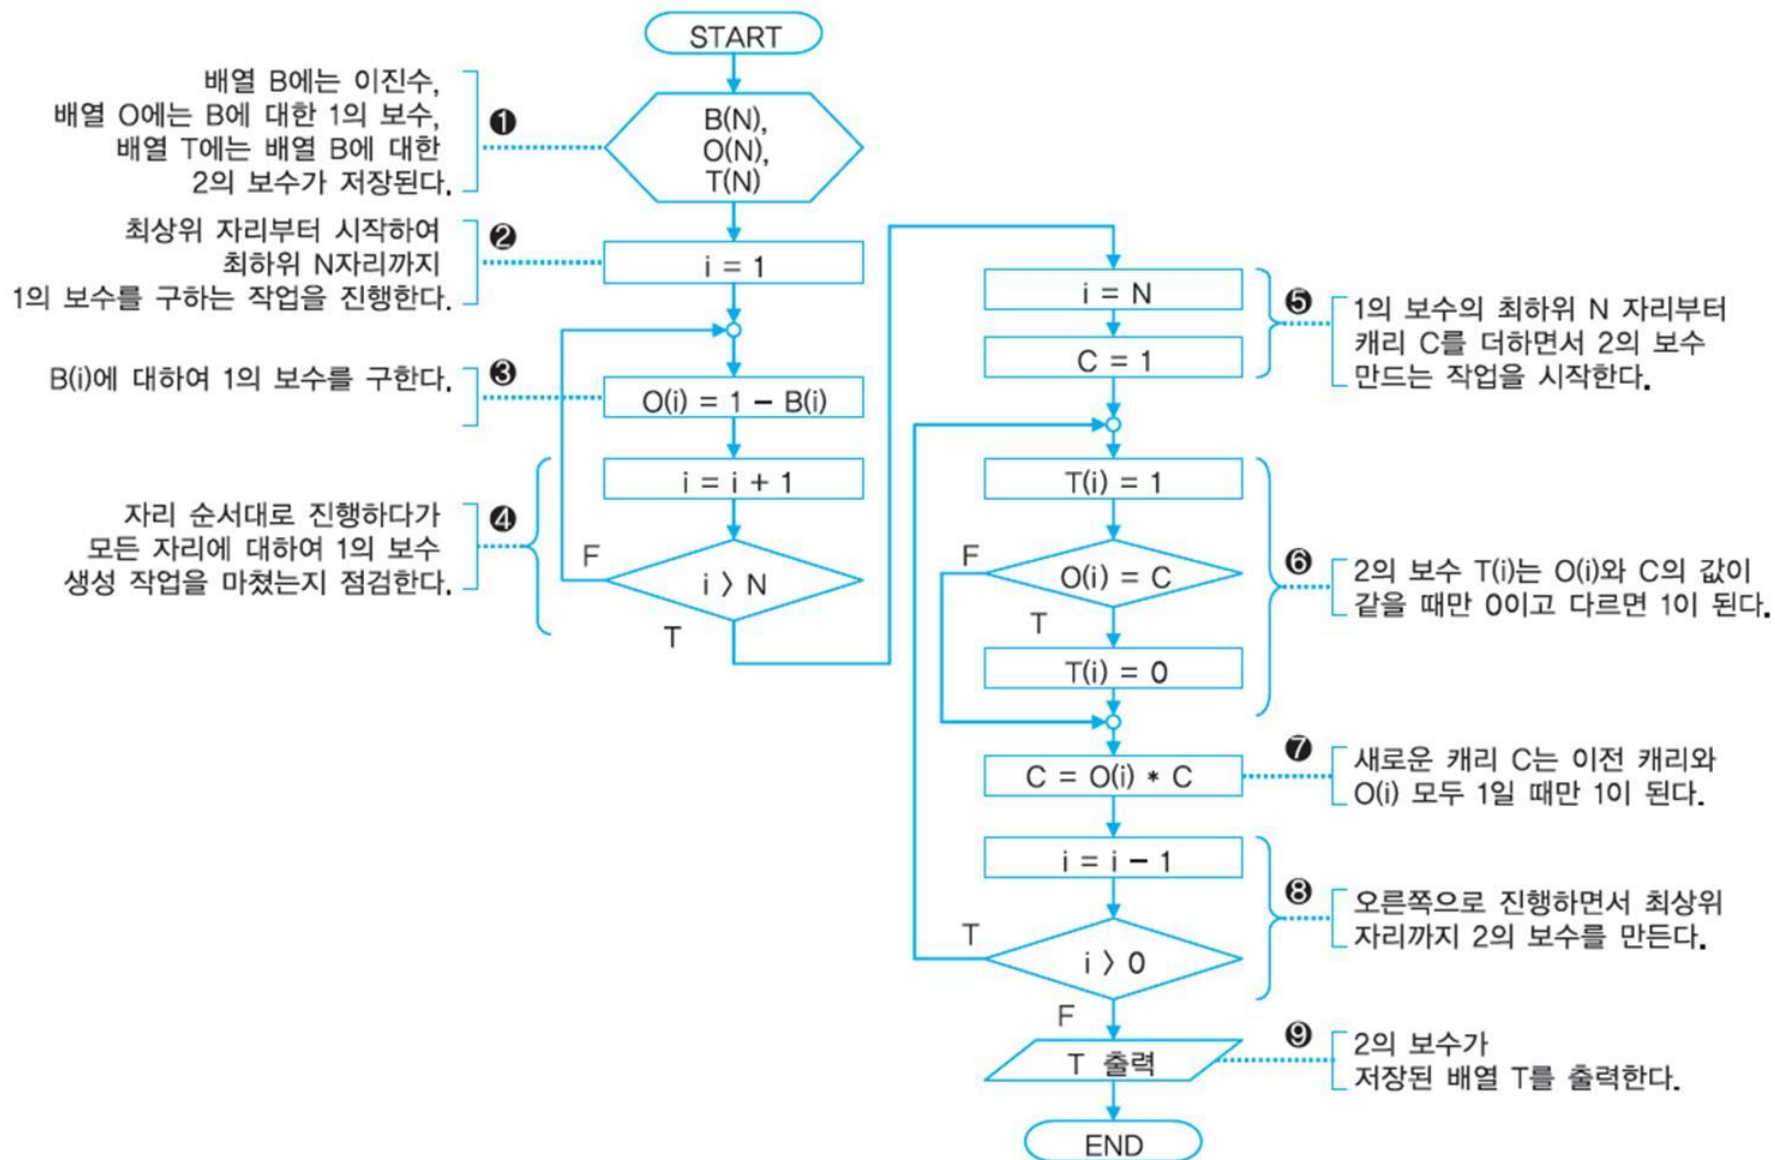 START
배열 B에는 이진수,
배열 O에는 B에 대한 1의 보수,
배열 T에는 배열 B에 대한
2의 보수가 저장된다.
❶
B(N),
O(N),
T(N)
최상위 자리부터 시작하여
최하위 N자리까지
1의 보수를 구하는 작업을 진행한다.
❷
i = 1
B(i)에 대하여 1의 보수를 구한다.
❸
O(i) = 1 − B(i)
i = i + 1
자리 순서대로 진행하다가
모든 자리에 대하여 1의 보수
생성 작업을 마쳤는지 점검한다.
❹
F
i 〉 N
T
i = N
C = 1
❺
1의 보수의 최하위 N 자리부터
캐리 C를 더하면서 2의 보수
만드는 작업을 시작한다.
T(i) = 1
F
O(i) = C
T
T(i) = 0
❻
2의 보수 T(i)는 O(i)와 C의 값이
같을 때만 0이고 다르면 1이 된다.
C = O(i) * C
❼
새로운 캐리 C는 이전 캐리와
O(i) 모두 1일 때만 1이 된다.
i = i − 1
T
i 〉 0
F
❽
오른쪽으로 진행하면서 최상위
자리까지 2의 보수를 만든다.
T 출력
❾
2의 보수가
저장된 배열 T를 출력한다.
END